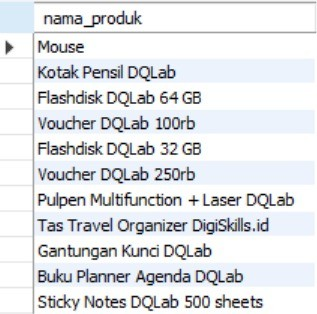 nama_produk
Mouse
Kotak Pensil DQLab
Flashdisk DQLab 64 GB
Voucher DQLab 100rb
Flashdisk DQLab 32 GB
Voucher DQLab 250rb
Pulpen Multifunction + Laser DQLab
Tas Travel Organizer DigiSkills.id
Gantungan Kunci DQLab
Buku Planner Agenda DQLab
Sticky Notes DQLab 500 sheets